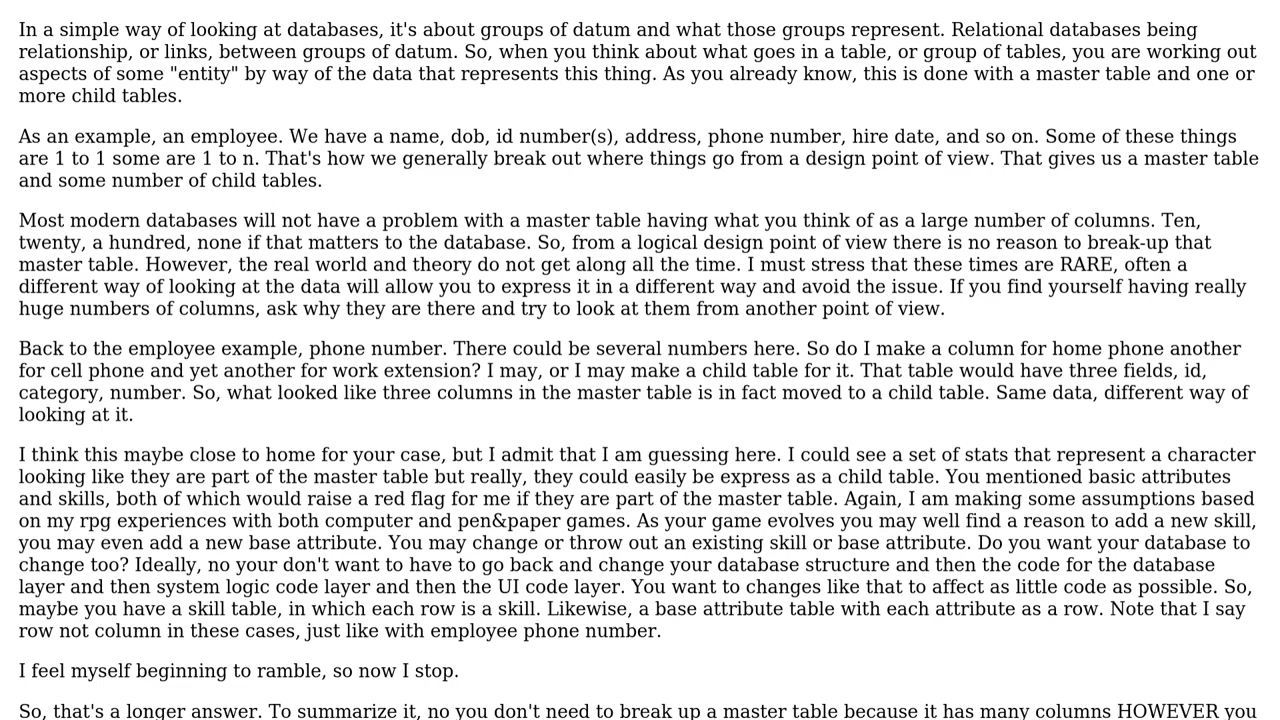 In a simple way of looking at databases, it's about groups of datum and what those groups represent. Relational databases being
relationship, or links, between groups of datum. So, when you think about what goes in a table, or group of tables, you are working out
aspects of some "entity" by way of the data that represents this thing. As you already know, this is done with a master table and one or
more child tables.
As an example, an employee. We have a name, dob, id number(s), address, phone number, hire date, and so on. Some of these things
are 1 to 1 some are 1 to n. That's how we generally break out where things go from a design point of view. That gives us a master table
and some number of child tables.
Most modern databases will not have a problem with a master table having what you think of as a large number of columns. Ten,
twenty, a hundred, none if that matters to the database. So, from a logical design point of view there is no reason to break-up that
master table. However, the real world and theory do not get along all the time. I must stress that these times are RARE, often a
different way of looking at the data will allow you to express it in a different way and avoid the issue. If you find yourself having really
huge numbers of columns, ask why they are there and try to look at them from another point of view.
Back to the employee example, phone number. There could be several numbers here. So do I make a column for home phone another
for cell phone and yet another for work extension? I may, or I may make a child table for it. That table would have three fields, id,
category, number. So, what looked like three columns in the master table is in fact moved to a child table. Same data, different way of
looking at it.
I think this maybe close to home for your case, but I admit that I am guessing here. I could see a set of stats that represent a character
looking like they are part of the master table but really, they could easily be express as a child table. You mentioned basic attributes
and skills, both of which would raise a red flag for me if they are part of the master table. Again, I am making some assumptions based
on my rpg experiences with both computer and pen&paper games. As your game evolves you may well find a reason to add a new skill,
you may even add a new base attribute. You may change or throw out an existing skill or base attribute. Do you want your database to
change too? Ideally, no your don't want to have to go back and change your database structure and then the code for the database
layer and then system logic code layer and then the UI code layer. You want to changes like that to affect as little code as possible. So,
maybe you have a skill table, in which each row is a skill. Likewise, a base attribute table with each attribute as a row. Note that I say
row not column in these cases, just like with employee phone number.
I feel myself beginning to ramble, so now I stop.
So, that's a longer answer. To summarize it, no you don't need to break up a master table because it has many columns HOWEVER you